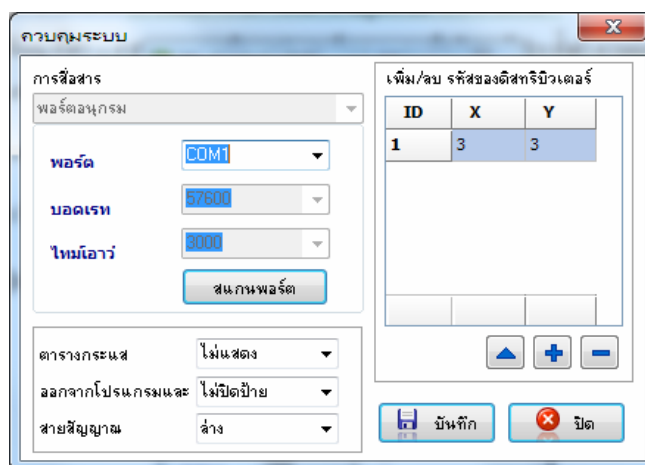 ควบคุมระบบ
การสื่อสาร
พอร์ตอนุกรม
พอร์ต COM1
บอดเรท 57600
ไทม์เอาว์ 3000
สแกนพอร์ต
ตารางกระแส ไม่แสดง
ออกจากโปรแกรมและ ไม่ปิดป้าย
สายสัญญาณ ล่าง
เพิ่ม/ลบ รหัสของดิสทริบิวเตอร์
ID X Y
1 3 3
บันทึก ปิด